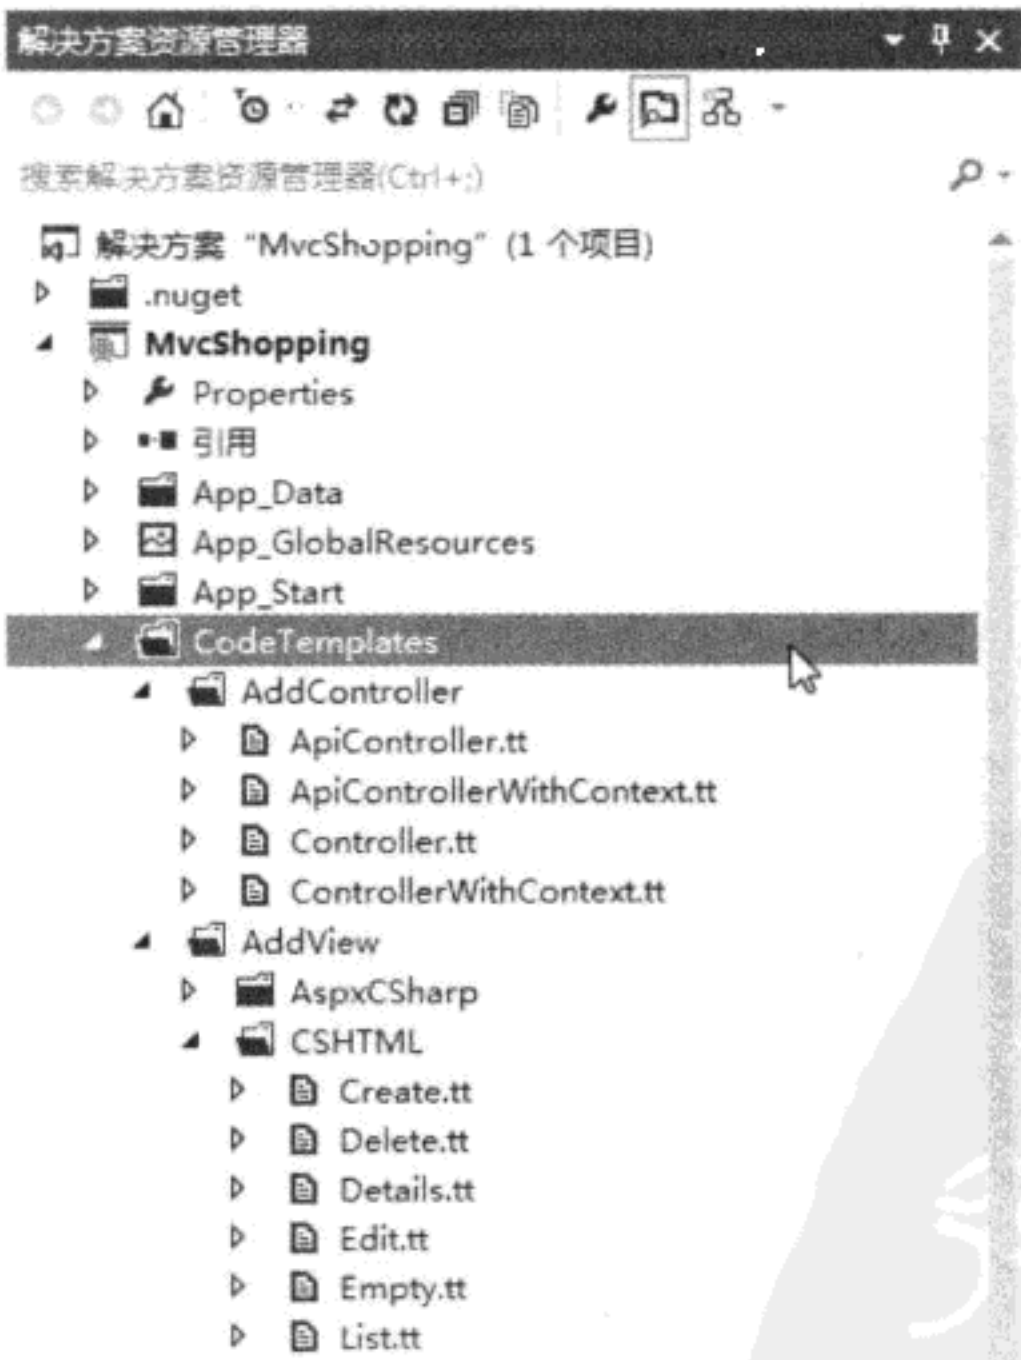 解决方案资源管理器
搜索解决方案资源管理器(Ctrl+;)
解决方案 "MvcShopping" (1 个项目)
.nuget
MvcShopping
Properties
引用
App_Data
App_GlobalResources
App_Start
CodeTemplates
AddController
ApiController.tt
ApiControllerWithContext.tt
Controller.tt
ControllerWithContext.tt
AddView
AspxCSharp
CSHTML
Create.tt
Delete.tt
Details.tt
Edit.tt
Empty.tt
List.tt